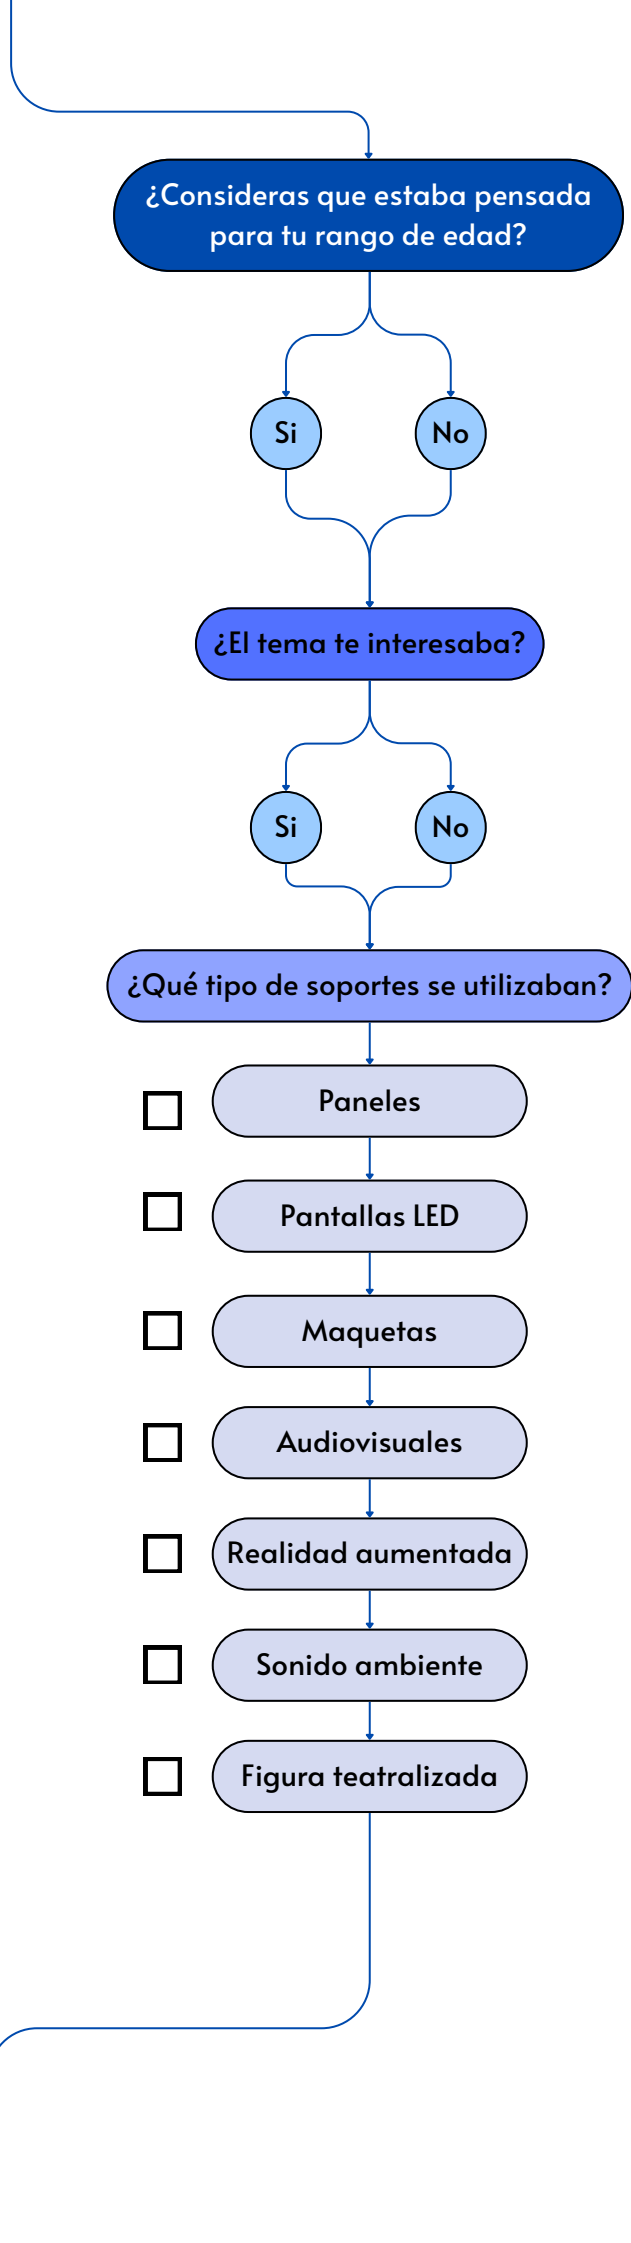 ¿Consideras que estaba pensada
para tu rango de edad?
Si
No
¿El tema te interesaba?
Si
No
¿Qué tipo de soportes se utilizaban?
Paneles
Pantallas LED
Maquetas
Audiovisuales
Realidad aumentada
Sonido ambiente
Figura teatralizada